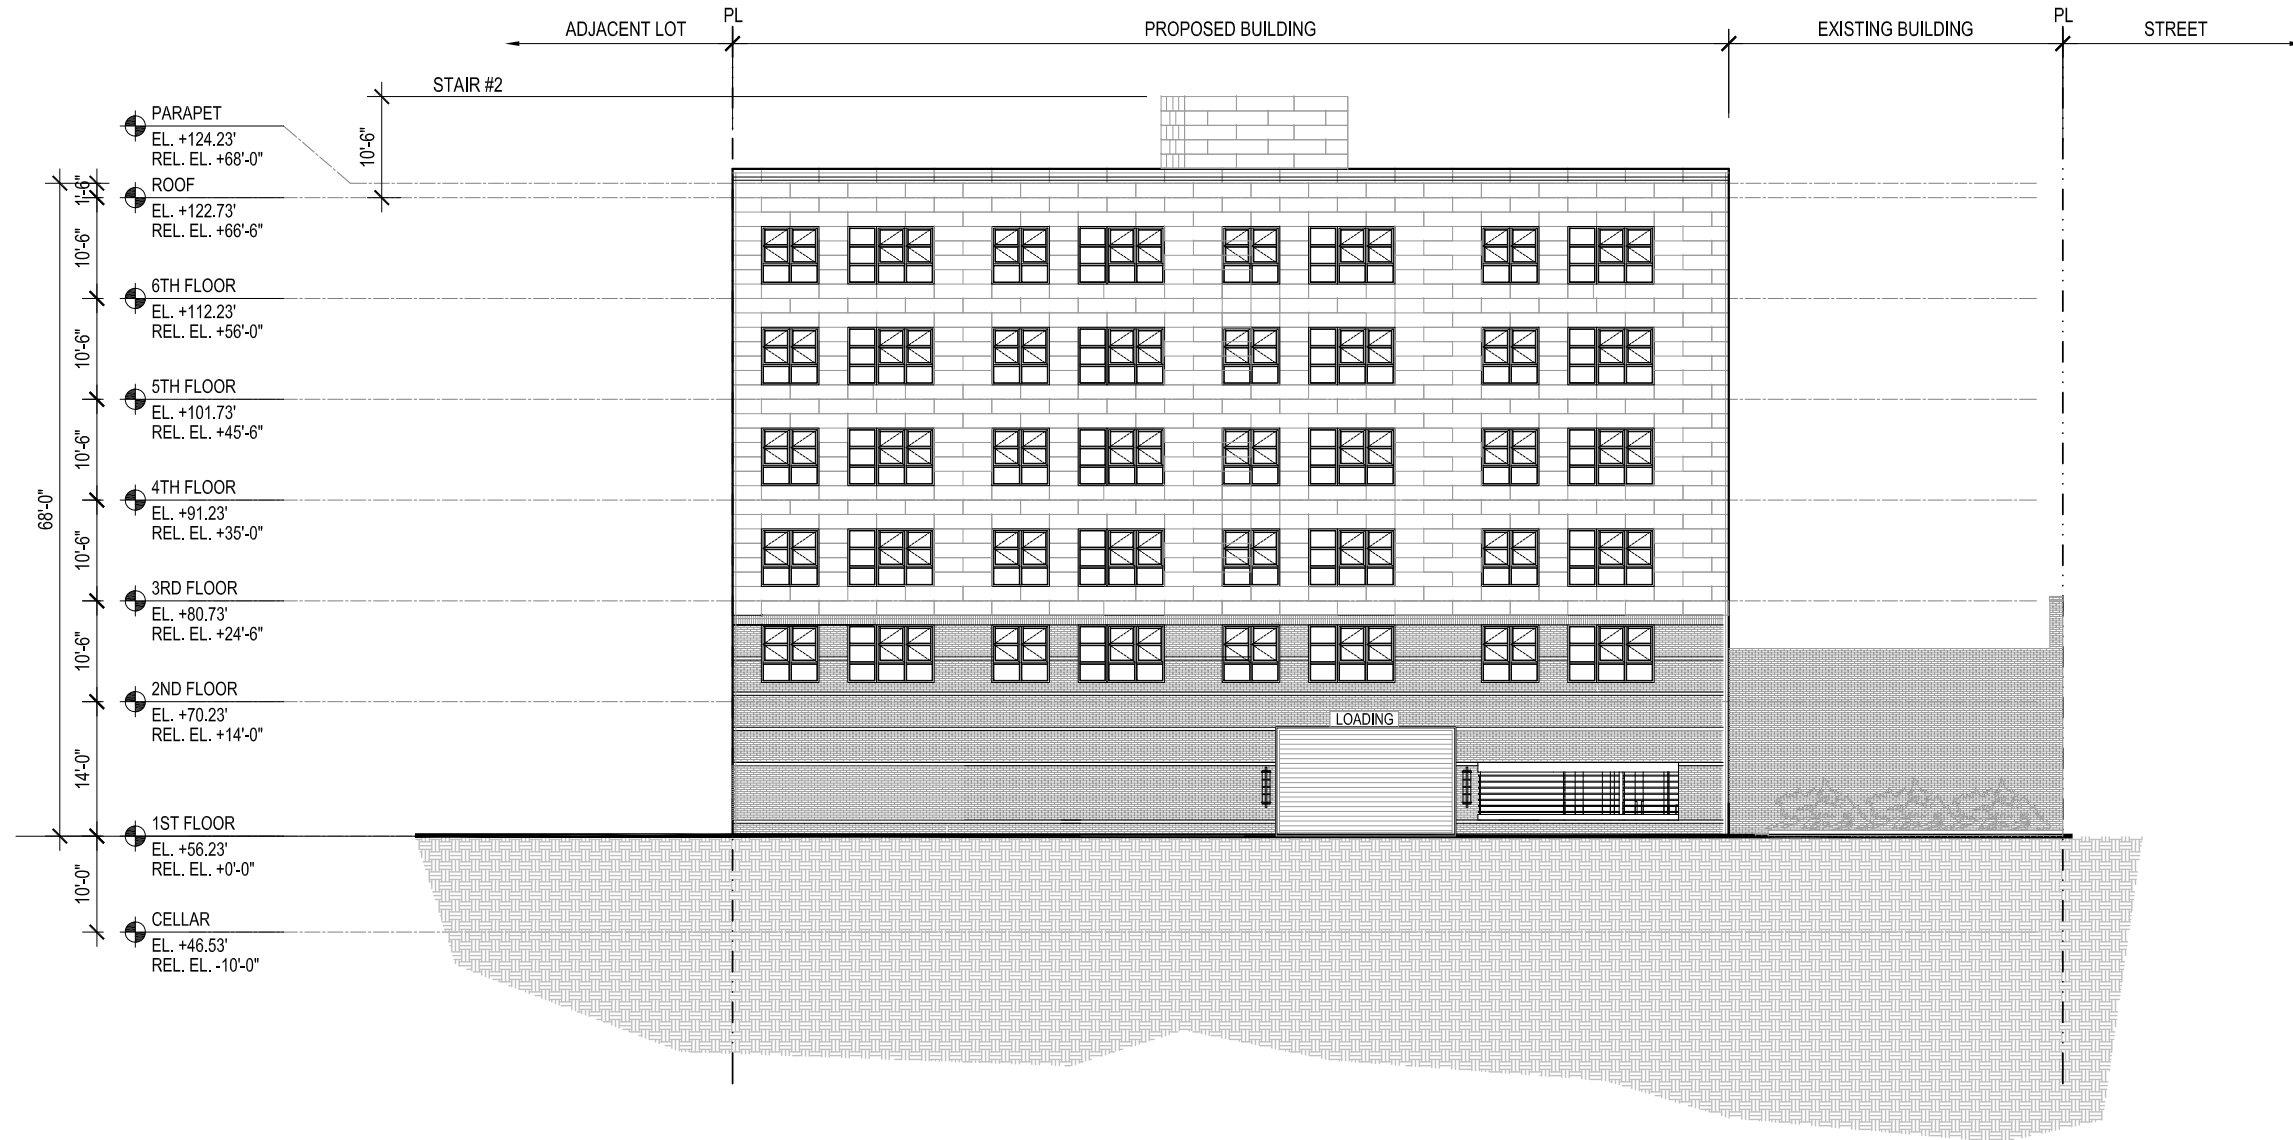 PL
PL
ADJACENT LOT
PROPOSED BUILDING
EXISTING BUILDING
STREET
STAIR #2
10'-6"
PARAPET
EL. +124.23'
REL. EL. +68'-0"
1'-6"
ROOF
EL. +122.73'
REL. EL. +66'-6"
10'-6"
6TH FLOOR
EL. +112.23'
REL. EL. +56'-0"
10'-6"
5TH FLOOR
EL. +101.73'
REL. EL. +45'-6"
10'-6"
4TH FLOOR
EL. +91.23'
REL. EL. +35'-0"
68'-0"
10'-6"
3RD FLOOR
EL. +80.73'
REL. EL. +24'-6"
10'-6"
2ND FLOOR
EL. +70.23'
REL. EL. +14'-0"
LOADING
14'-0"
1ST FLOOR
EL. +56.23'
REL. EL. +0'-0"
10'-0"
CELLAR
EL. +46.53'
REL. EL. -10'-0"